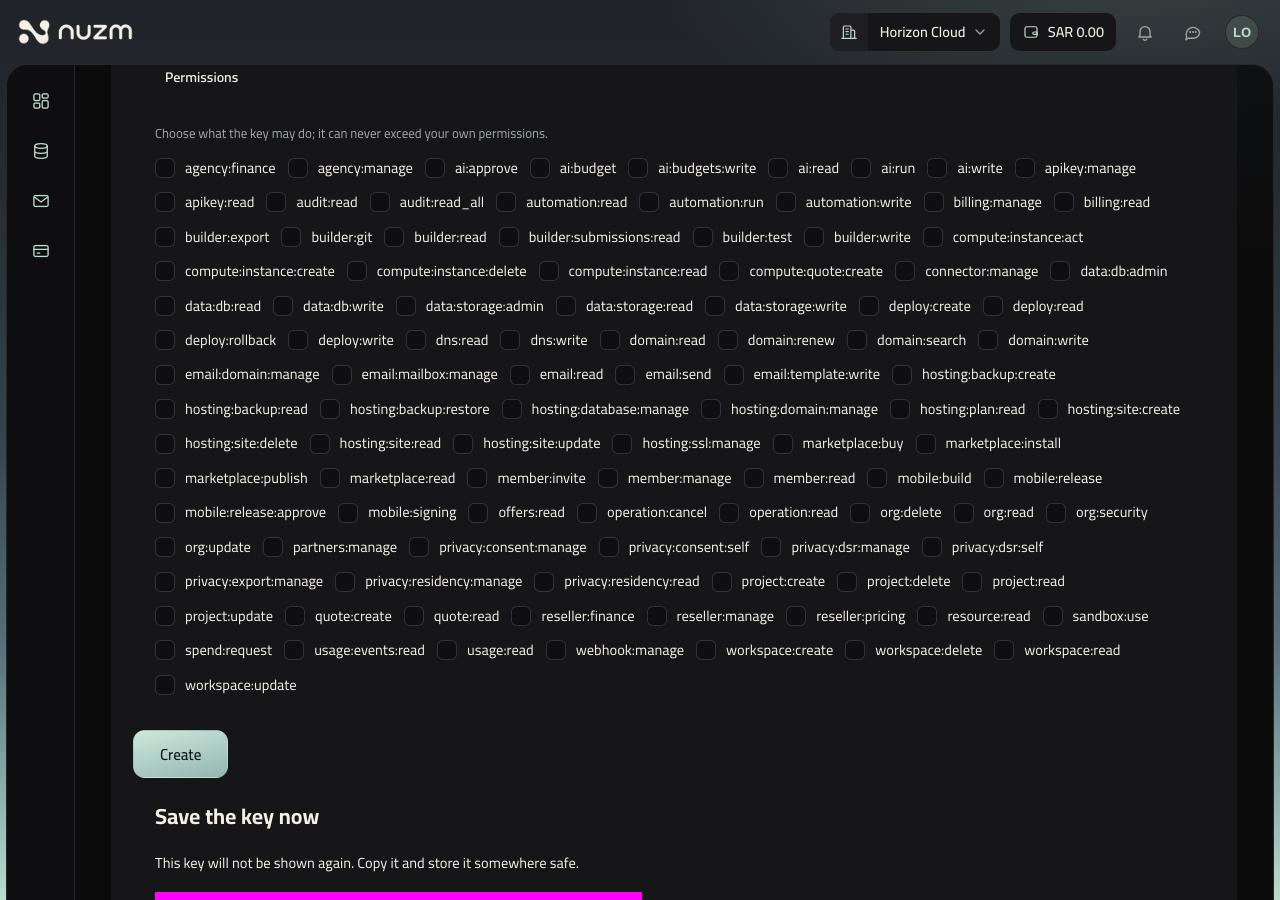 nuzm
Horizon Cloud
SAR 0.00
LO
Permissions
Choose what the key may do; it can never exceed your own permissions.
agency:finance agency:manage ai:approve ai:budget ai:budgets:write ai:read ai:run ai:write apikey:manage
apikey:read audit:read audit:read_all automation:read automation:run automation:write billing:manage billing:read
builder:export builder:git builder:read builder:submissions:read builder:test builder:write compute:instance:act
compute:instance:create compute:instance:delete compute:instance:read compute:quote:create connector:manage data:db:admin
data:db:read data:db:write data:storage:admin data:storage:read data:storage:write deploy:create deploy:read
deploy:rollback deploy:write dns:read dns:write domain:read domain:renew domain:search domain:write
email:domain:manage email:mailbox:manage email:read email:send email:template:write hosting:backup:create
hosting:backup:read hosting:backup:restore hosting:database:manage hosting:domain:manage hosting:plan:read hosting:site:create
hosting:site:delete hosting:site:read hosting:site:update hosting:ssl:manage marketplace:buy marketplace:install
marketplace:publish marketplace:read member:invite member:manage member:read mobile:build mobile:release
mobile:release:approve mobile:signing offers:read operation:cancel operation:read org:delete org:read org:security
org:update partners:manage privacy:consent:manage privacy:consent:self privacy:dsr:manage privacy:dsr:self
privacy:export:manage privacy:residency:manage privacy:residency:read project:create project:delete project:read
project:update quote:create quote:read reseller:finance reseller:manage reseller:pricing resource:read sandbox:use
spend:request usage:events:read usage:read webhook:manage workspace:create workspace:delete workspace:read
workspace:update
Create
Save the key now
This key will not be shown again. Copy it and store it somewhere safe.